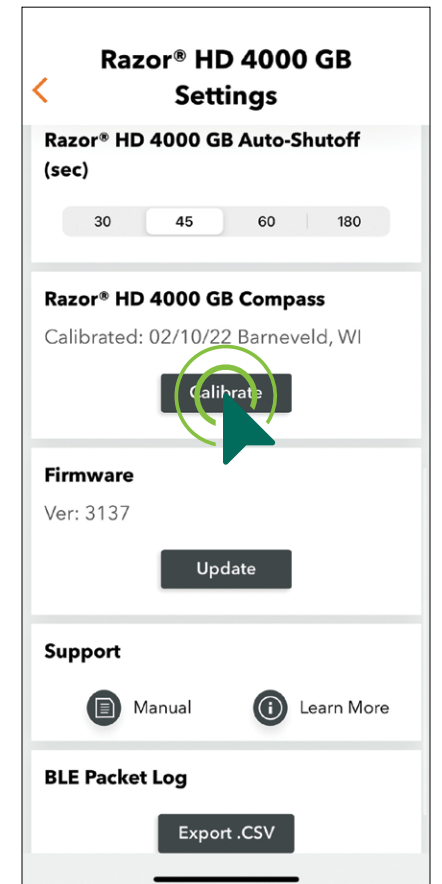 Razor® HD 4000 GB
Settings
Razor® HD 4000 GB Auto-Shutoff
(sec)
30 45 60 180
Razor® HD 4000 GB Compass
Calibrated: 02/10/22 Barneveld, WI
Calibrate
Firmware
Ver: 3137
Update
Support
Manual Learn More
BLE Packet Log
Export .CSV